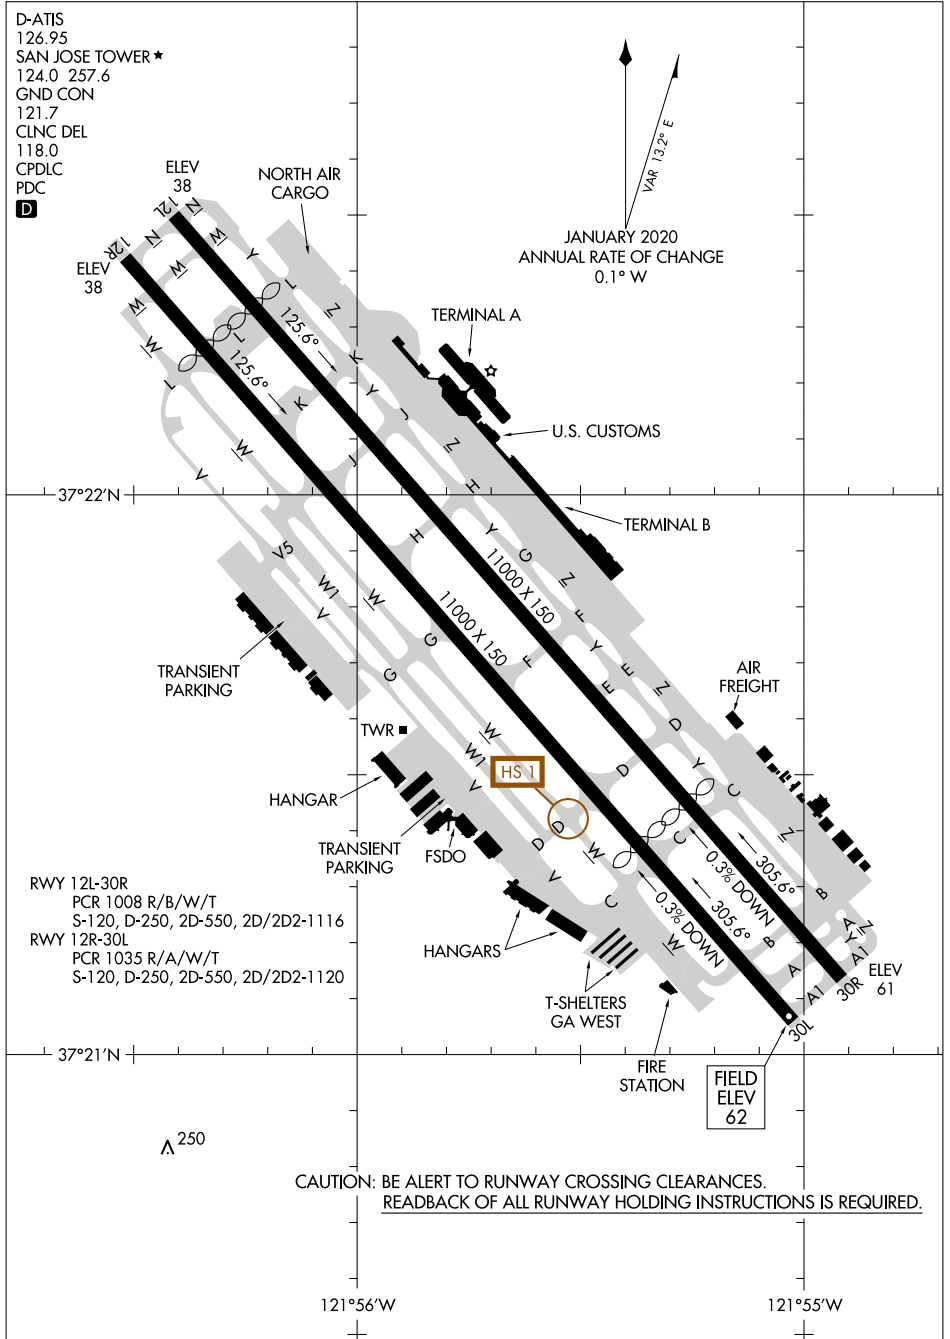 D-ATIS
126.95
SAN JOSE TOWER ★
124.0 257.6
GND CON
121.7
CLNC DEL
118.0
CPDLC
PDC
D
ELEV
38
NORTH AIR
CARGO
VAR 13.2° E
JANUARY 2020
ANNUAL RATE OF CHANGE
0.1° W
12L
N
N
W
W
Y
12R
ELEV
38
W
W
L
L
L
Z
125.6°
125.6°
TERMINAL A
K
K
Y
J
J
Z
U.S. CUSTOMS
W
V
H
H
37°22'N
TERMINAL B
Y
G
Z
V5
W1
W
V
11000 X 150
11000 X 150
F
F
Y
G
G
E
E
Z
TRANSIENT
PARKING
AIR
FREIGHT
TWR
D
D
Y
C
W
W1
V
HS 1
HANGAR
TRANSIENT
PARKING
FSDO
D
D
W
V
C
C
Z
0.3% DOWN
305.6°
0.3% DOWN
305.6°
B
B
A
A
Z
Y
A1
A1
W
RWY 12L-30R
PCR 1008 R/B/W/T
S-120, D-250, 2D-550, 2D/2D2-1116
RWY 12R-30L
PCR 1035 R/A/W/T
S-120, D-250, 2D-550, 2D/2D2-1120
HANGARS
T-SHELTERS
GA WEST
30R
ELEV
61
30L
37°21'N
FIRE
STATION
FIELD
ELEV
62
250
CAUTION: BE ALERT TO RUNWAY CROSSING CLEARANCES.
READBACK OF ALL RUNWAY HOLDING INSTRUCTIONS IS REQUIRED.
121°56'W
121°55'W